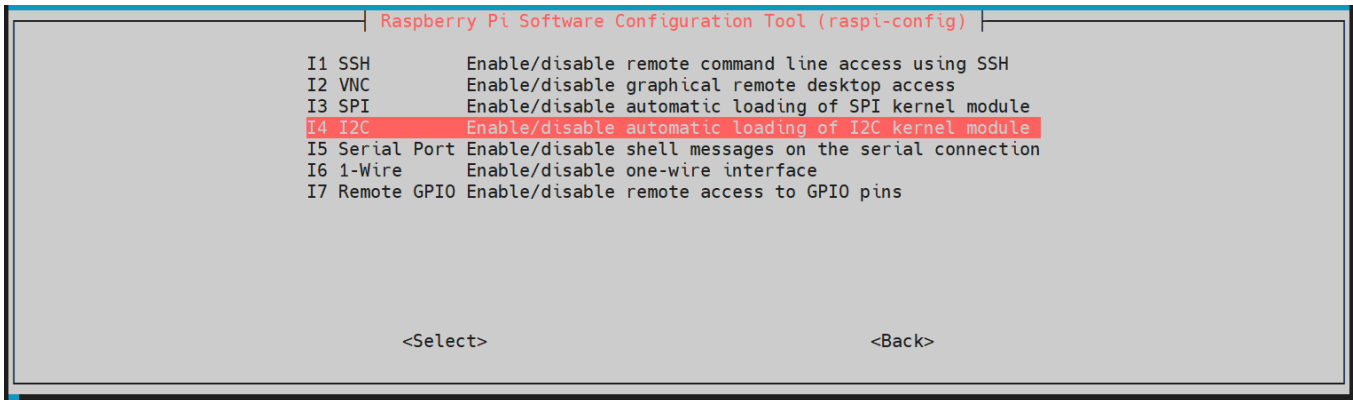 Raspberry Pi Software Configuration Tool (raspi-config)
I1 SSH Enable/disable remote command line access using SSH
I2 VNC Enable/disable graphical remote desktop access
I3 SPI Enable/disable automatic loading of SPI kernel module
I4 I2C Enable/disable automatic loading of I2C kernel module
I5 Serial Port Enable/disable shell messages on the serial connection
I6 1-Wire Enable/disable one-wire interface
I7 Remote GPIO Enable/disable remote access to GPIO pins
<Select> <Back>